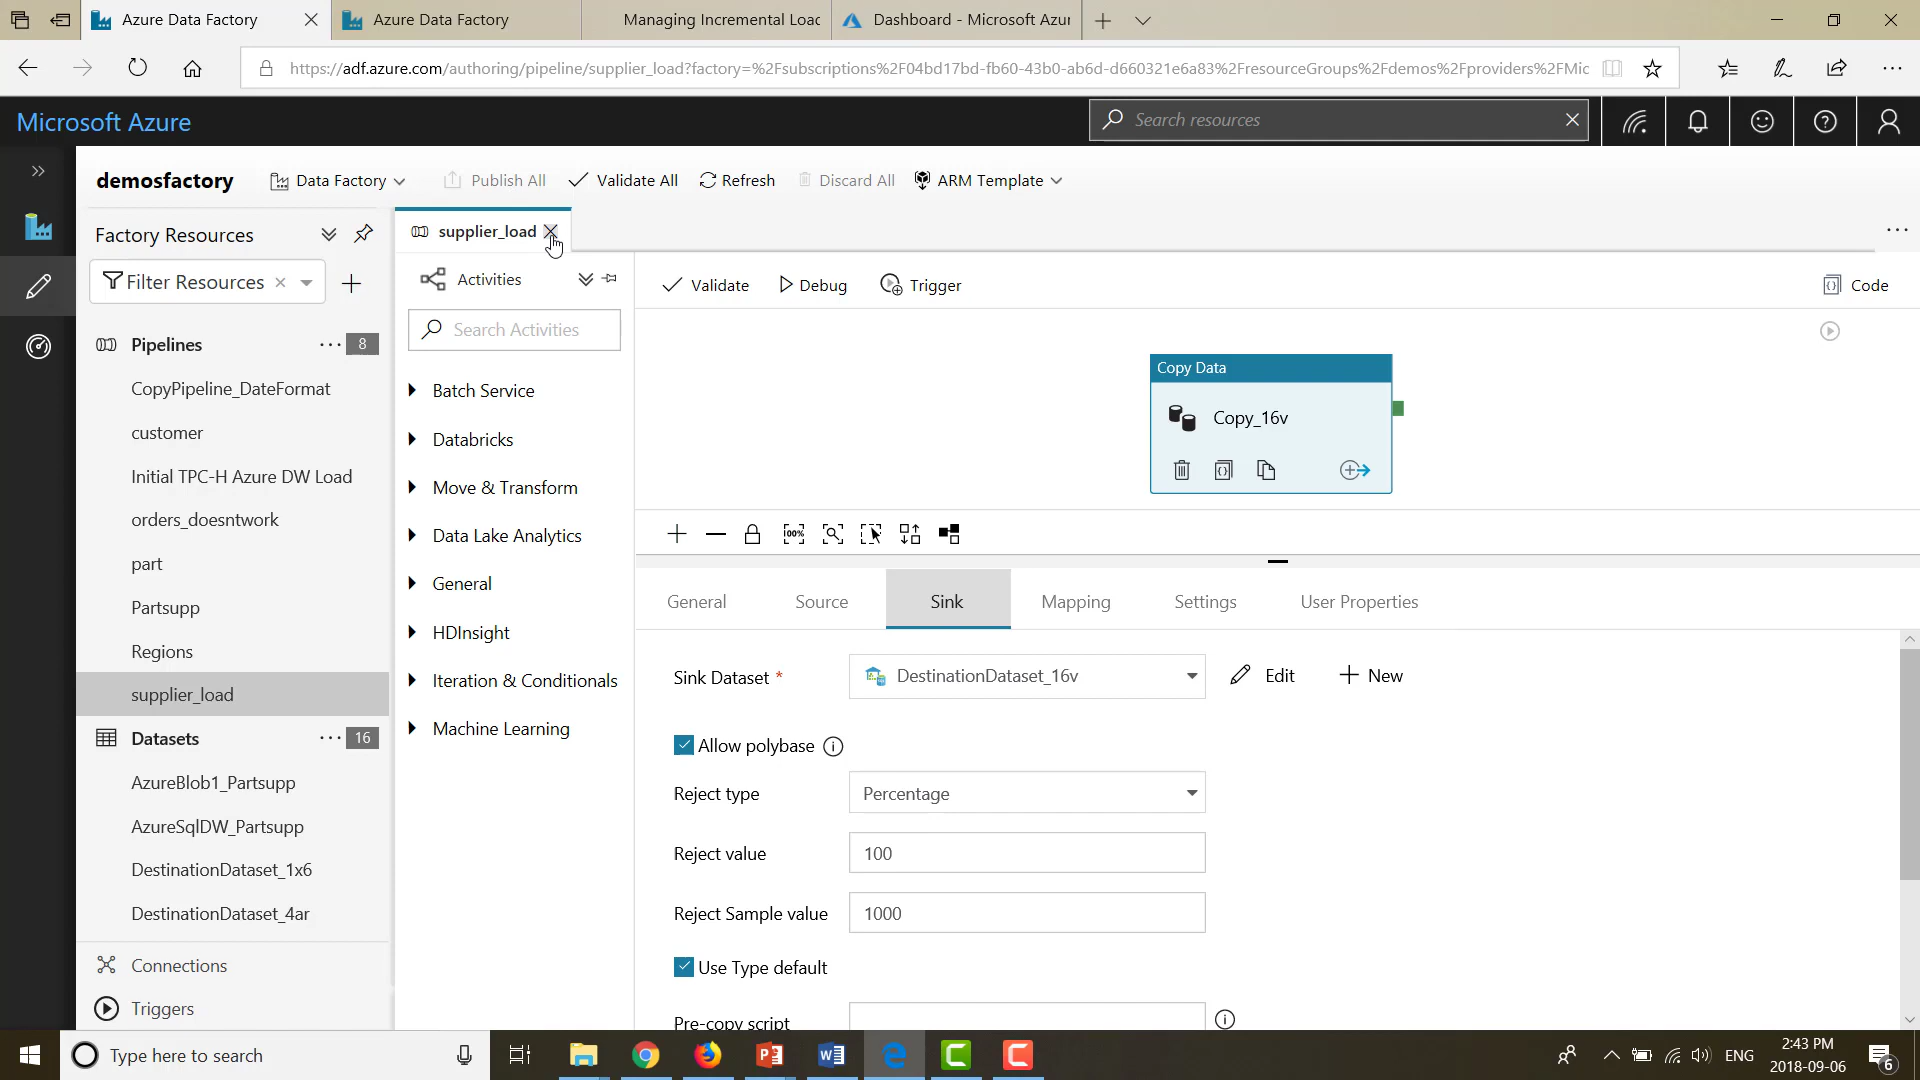 Azure Data Factory
Azure Data Factory
Managing Incremental Loac
Dashboard - Microsoft Azur
https://adf.azure.com/authoring/pipeline/supplier_load?factory=%2Fsubscriptions%2F04bd17bd-fb60-43b0-ab6d-d660321e6a83%2FresourceGroups%2Fdemos%2Fproviders%2FMic
Microsoft Azure
Search resources
demosfactory
Data Factory
Publish All
Validate All
Refresh
Discard All
ARM Template
Factory Resources
Filter Resources
Pipelines 8
CopyPipeline_DateFormat
customer
Initial TPC-H Azure DW Load
orders_doesntwork
part
Partsupp
Regions
supplier_load
Datasets 16
AzureBlob1_Partsupp
AzureSqlDW_Partsupp
DestinationDataset_1x6
DestinationDataset_4ar
Connections
Triggers
supplier_load
Activities
Search Activities
Batch Service
Databricks
Move & Transform
Data Lake Analytics
General
HDInsight
Iteration & Conditionals
Machine Learning
Validate
Debug
Trigger
Code
Copy Data
Copy_16v
100%
General
Source
Sink
Mapping
Settings
User Properties
Sink Dataset *
DestinationDataset_16v
Edit
New
Allow polybase
Reject type
Percentage
Reject value
100
Reject Sample value
1000
Use Type default
Pre-copy script
Type here to search
ENG
2:43 PM
2018-09-06
6